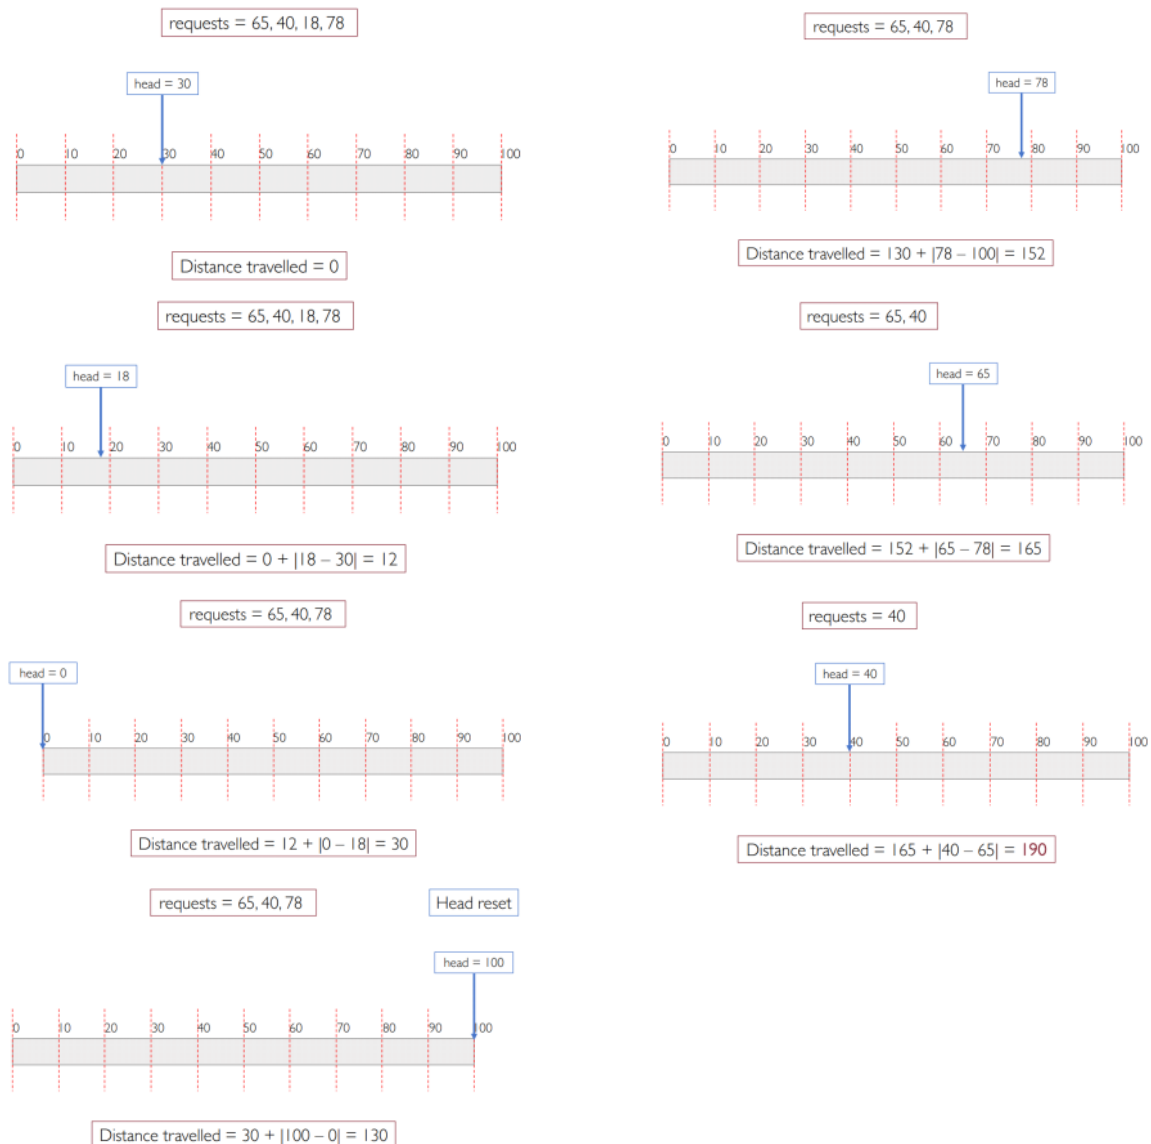 requests = 65, 40, 18, 78
head = 30
0 10 20 30 40 50 60 70 80 90 100
Distance travelled = 0
requests = 65, 40, 18, 78
head = 18
0 10 20 30 40 50 60 70 80 90 100
Distance travelled = 0 + |18 – 30| = 12
requests = 65, 40, 78
head = 0
0 10 20 30 40 50 60 70 80 90 100
Distance travelled = 12 + |0 – 18| = 30
requests = 65, 40, 78
Head reset
head = 100
0 10 20 30 40 50 60 70 80 90 100
Distance travelled = 30 + |100 – 0| = 130
requests = 65, 40, 78
head = 78
0 10 20 30 40 50 60 70 80 90 100
Distance travelled = 130 + |78 – 100| = 152
requests = 65, 40
head = 65
0 10 20 30 40 50 60 70 80 90 100
Distance travelled = 152 + |65 – 78| = 165
requests = 40
head = 40
0 10 20 30 40 50 60 70 80 90 100
Distance travelled = 165 + |40 – 65| = 190